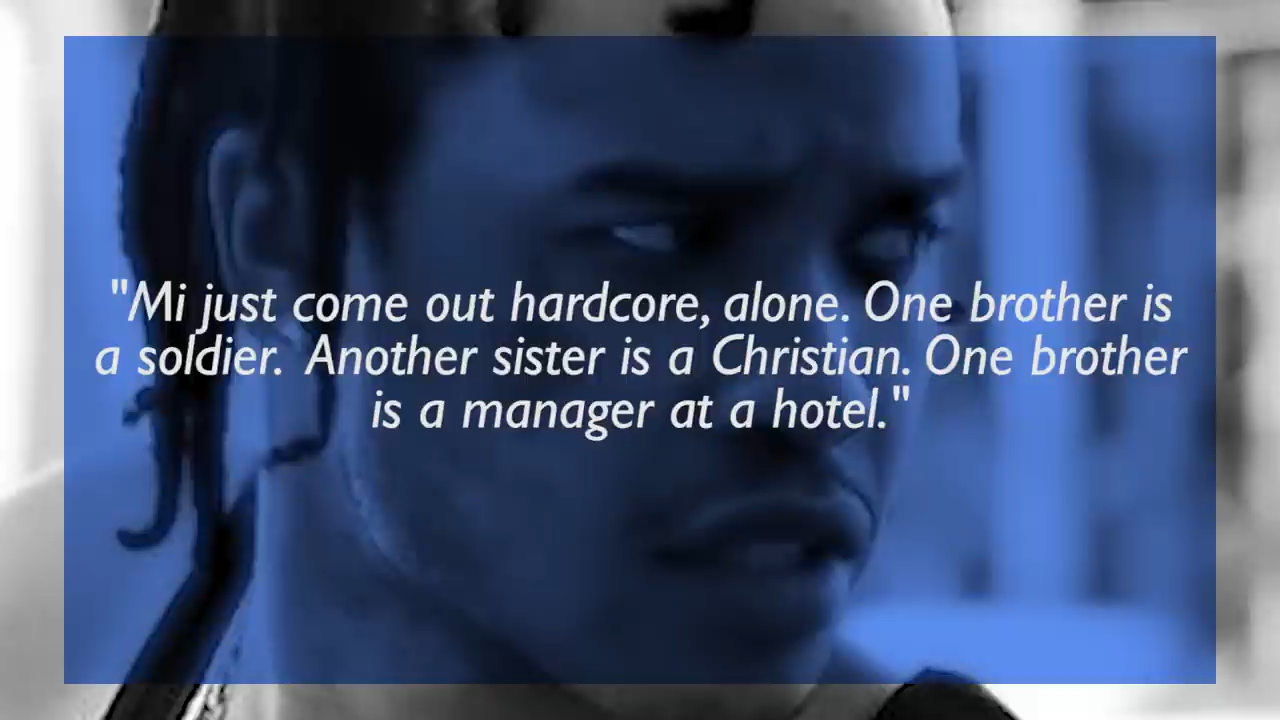 "Mi just come out hardcore, alone. One brother is
a soldier.  Another sister is a Christian. One brother
is a manager at a hotel."